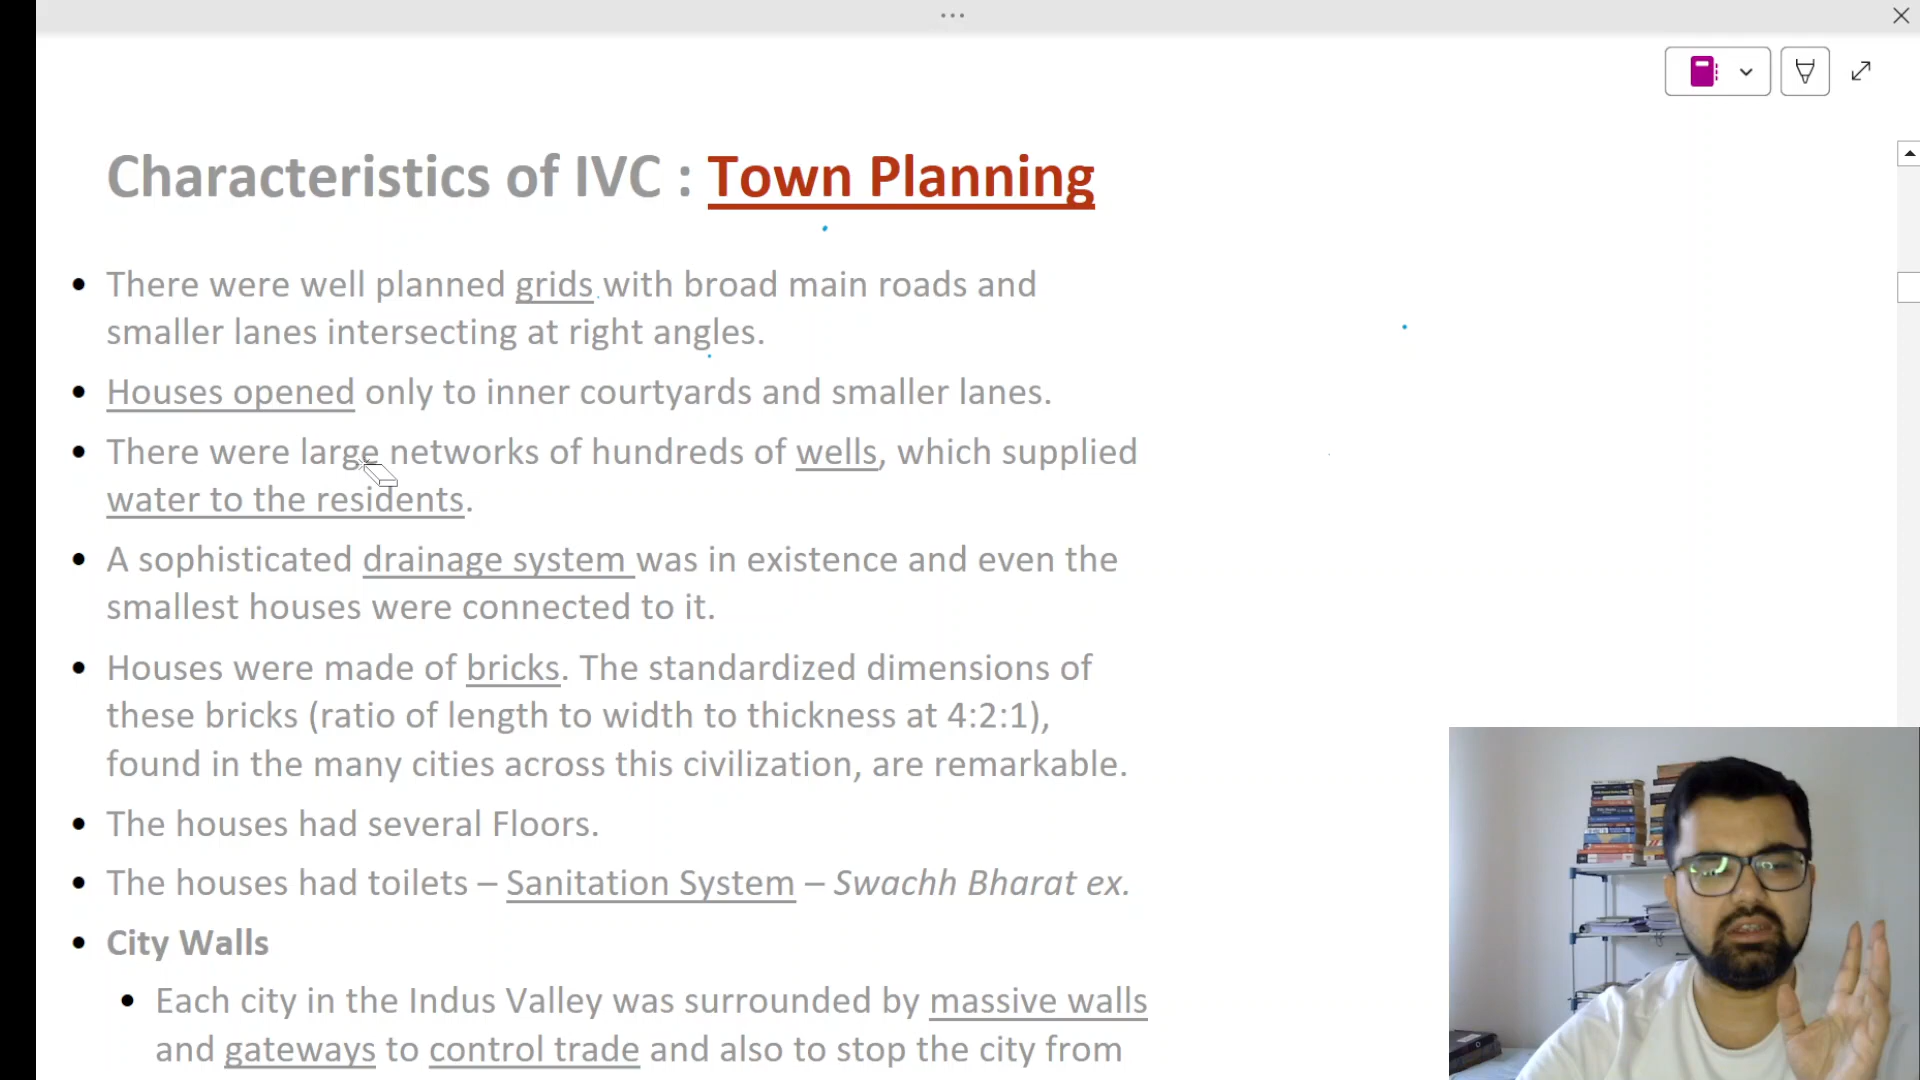 Characteristics of IVC : Town Planning
• There were well planned grids with broad main roads and
smaller lanes intersecting at right angles.
• Houses opened only to inner courtyards and smaller lanes.
• There were large networks of hundreds of wells, which supplied
water to the residents.
• A sophisticated drainage system was in existence and even the
smallest houses were connected to it.
• Houses were made of bricks. The standardized dimensions of
these bricks (ratio of length to width to thickness at 4:2:1),
found in the many cities across this civilization, are remarkable.
• The houses had several Floors.
• The houses had toilets – Sanitation System – Swachh Bharat ex.
• City Walls
• Each city in the Indus Valley was surrounded by massive walls
and gateways to control trade and also to stop the city from